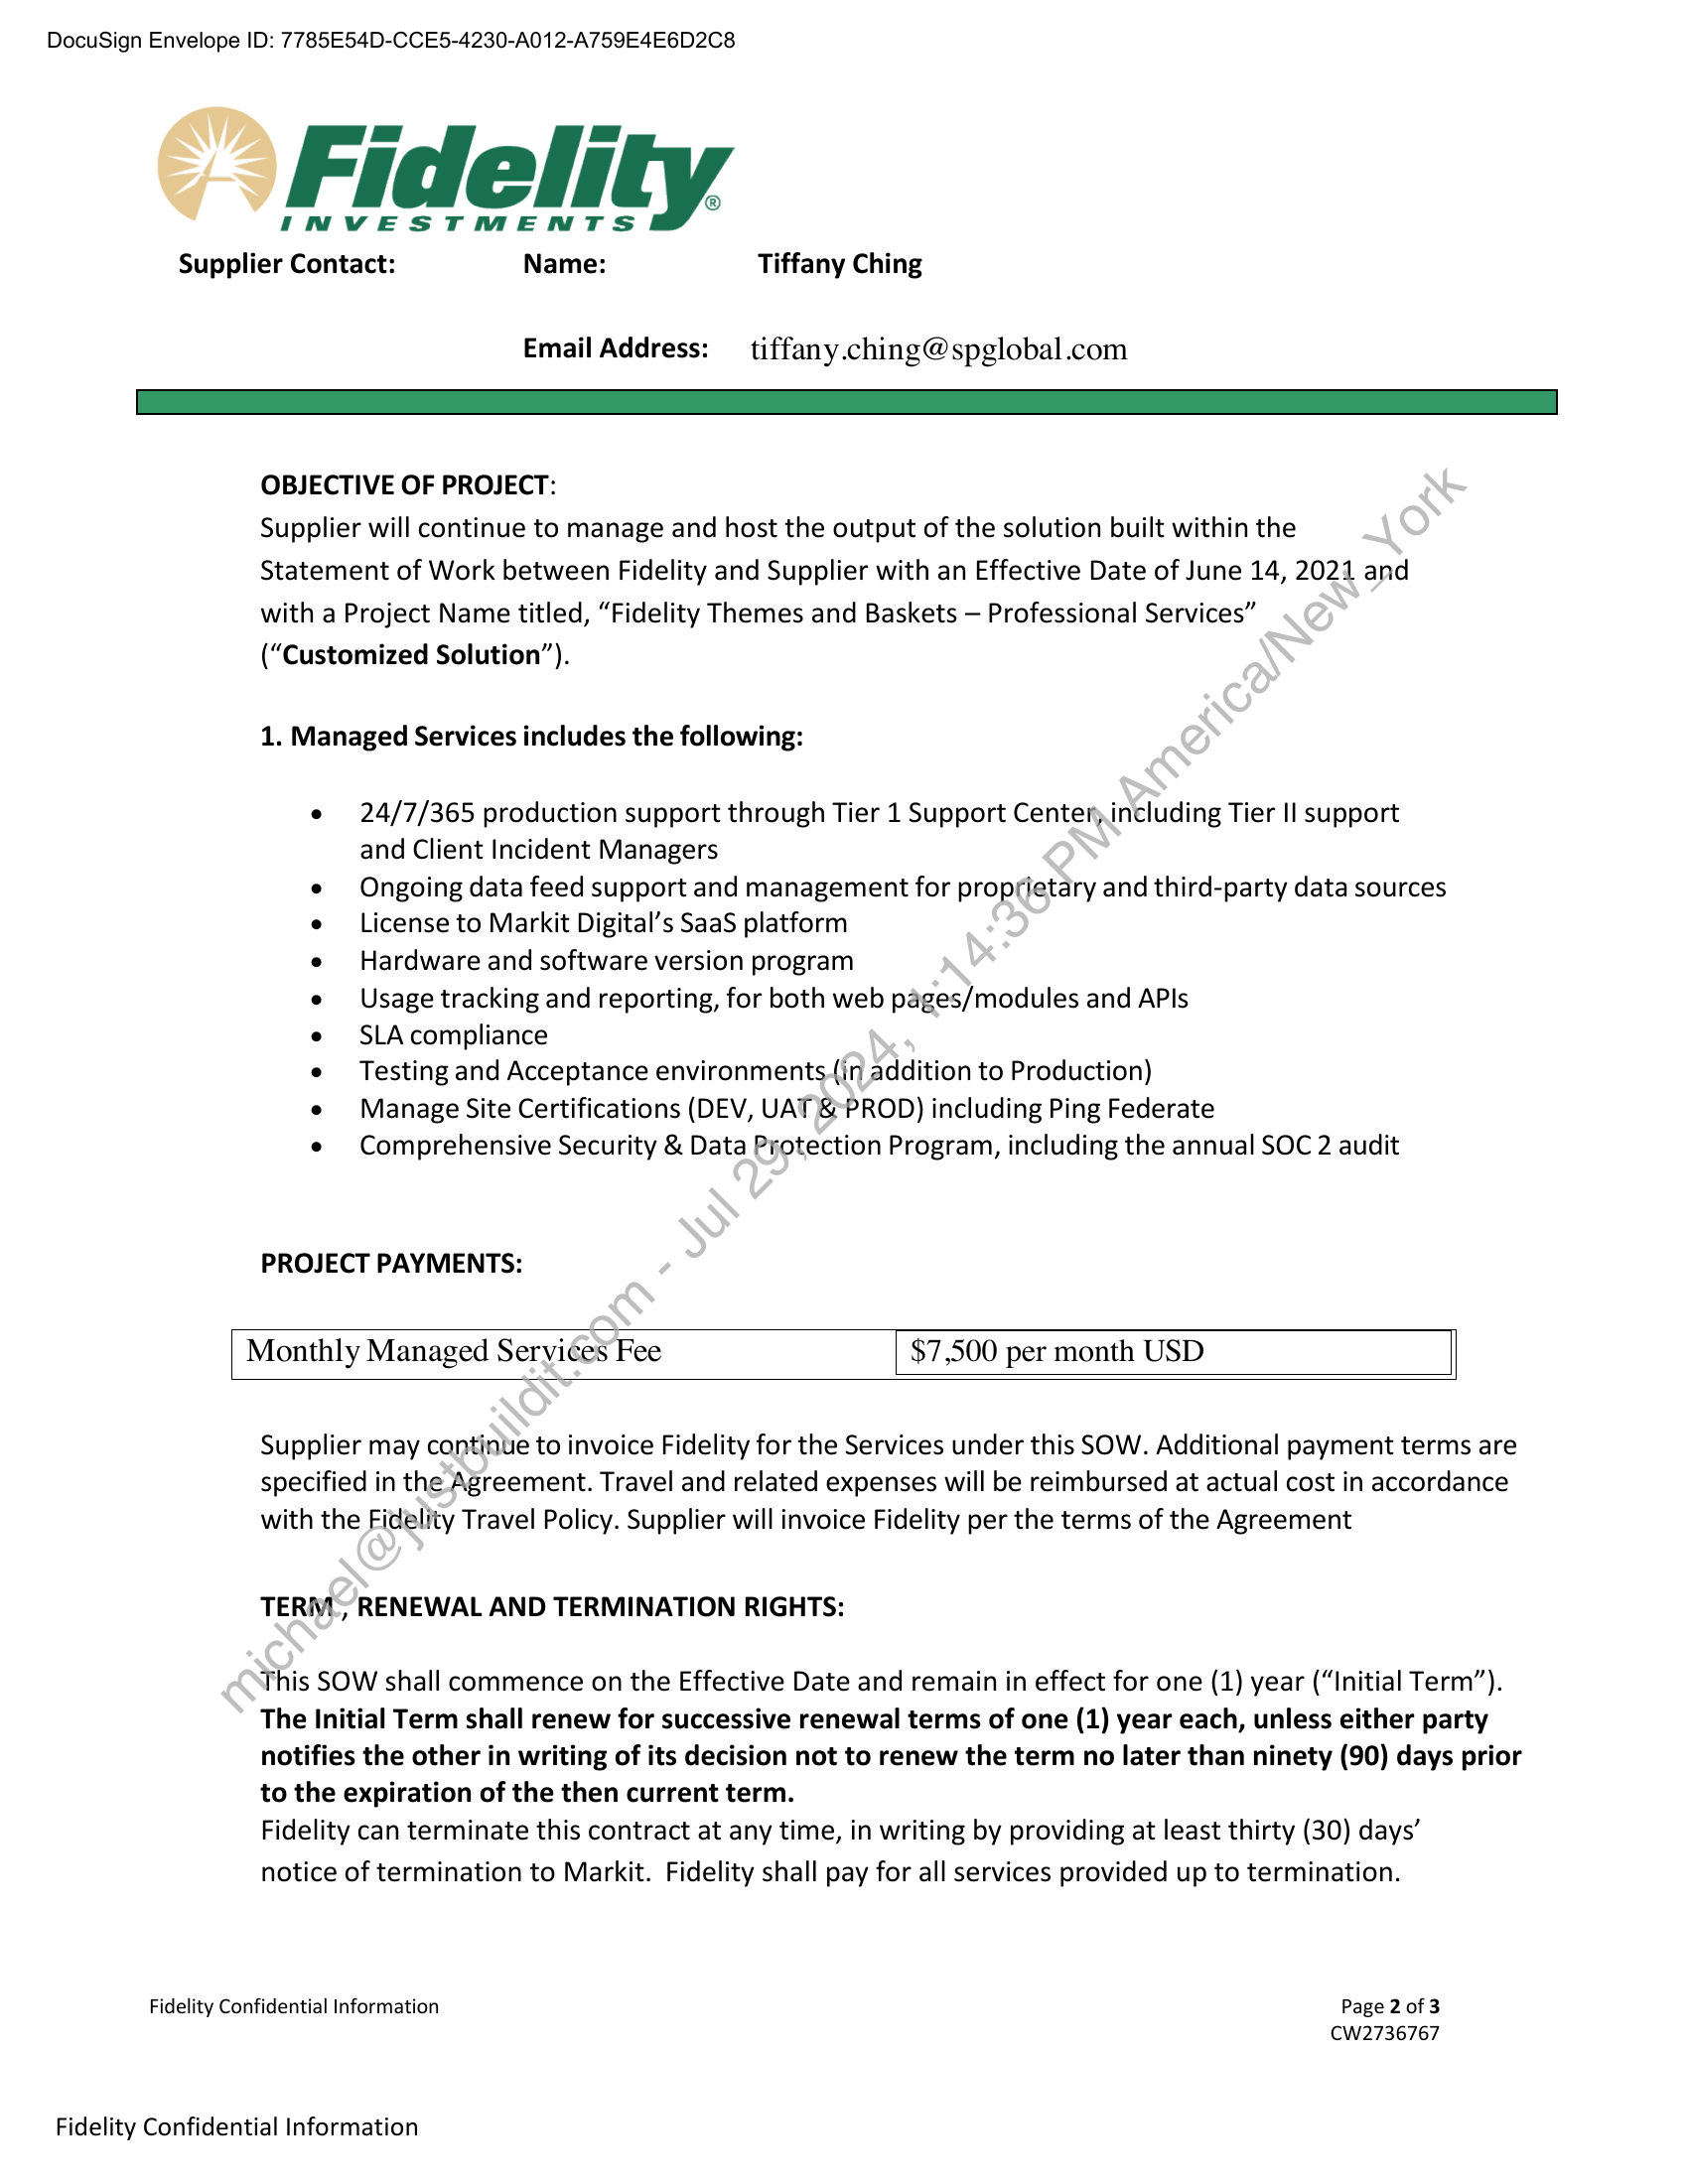 DocuSign Envelope ID: 7785E54D-CCE5-4230-A012-A759E4E6D2C8
Fidelity®
INVESTMENTS
Supplier Contact: Name: Tiffany Ching
Email Address: tiffany.ching@spglobal.com
OBJECTIVE OF PROJECT:
Supplier will continue to manage and host the output of the solution built within the
Statement of Work between Fidelity and Supplier with an Effective Date of June 14, 2021 and
with a Project Name titled, “Fidelity Themes and Baskets – Professional Services”
(“Customized Solution”).
1. Managed Services includes the following:
• 24/7/365 production support through Tier 1 Support Center, including Tier II support
and Client Incident Managers
• Ongoing data feed support and management for proprietary and third-party data sources
• License to Markit Digital’s SaaS platform
• Hardware and software version program
• Usage tracking and reporting, for both web pages/modules and APIs
• SLA compliance
• Testing and Acceptance environments (in addition to Production)
• Manage Site Certifications (DEV, UAT & PROD) including Ping Federate
• Comprehensive Security & Data Protection Program, including the annual SOC 2 audit
PROJECT PAYMENTS:
Monthly Managed Services Fee $7,500 per month USD
Supplier may continue to invoice Fidelity for the Services under this SOW. Additional payment terms are
specified in the Agreement. Travel and related expenses will be reimbursed at actual cost in accordance
with the Fidelity Travel Policy. Supplier will invoice Fidelity per the terms of the Agreement
TERM , RENEWAL AND TERMINATION RIGHTS:
This SOW shall commence on the Effective Date and remain in effect for one (1) year (“Initial Term”).
The Initial Term shall renew for successive renewal terms of one (1) year each, unless either party
notifies the other in writing of its decision not to renew the term no later than ninety (90) days prior
to the expiration of the then current term.
Fidelity can terminate this contract at any time, in writing by providing at least thirty (30) days’
notice of termination to Markit. Fidelity shall pay for all services provided up to termination.
michael@justbuildit.com - Jul 29, 2024, 1:14:36 PM America/New_York
Fidelity Confidential Information Page 2 of 3
CW2736767
Fidelity Confidential Information